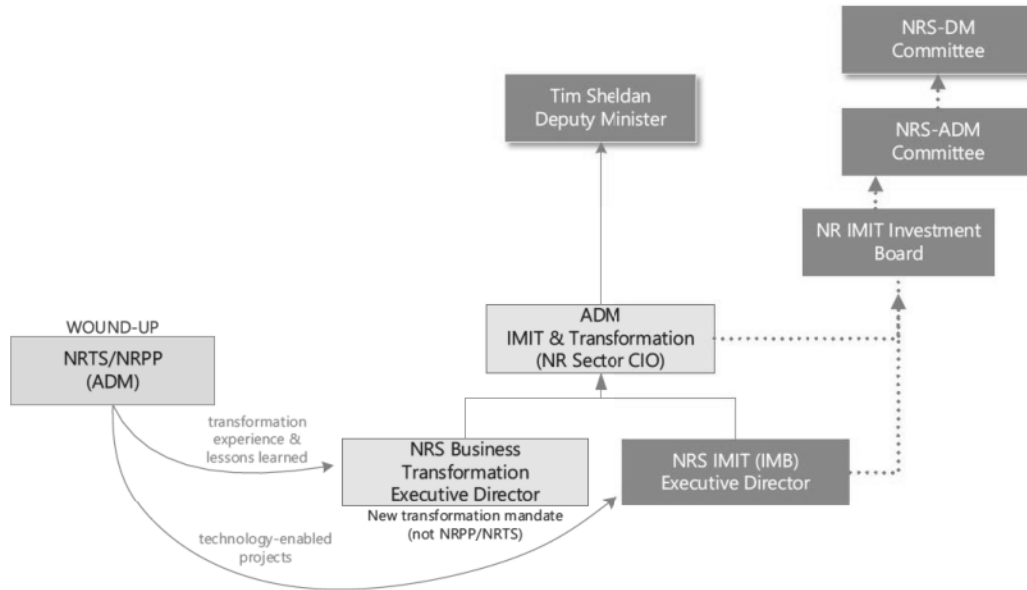 NRS-DM
Committee
Tim Sheldan
Deputy Minister
NRS-ADM
Committee
NR IMIT Investment
Board
ADM
IMIT & Transformation
(NR Sector CIO)
WOUND-UP
NRTS/NRPP
(ADM)
transformation
experience &
lessons learned
NRS Business
Transformation
Executive Director
New transformation mandate
(not NRPP/NRTS)
NRS IMIT (IMB)
Executive Director
technology-enabled
projects